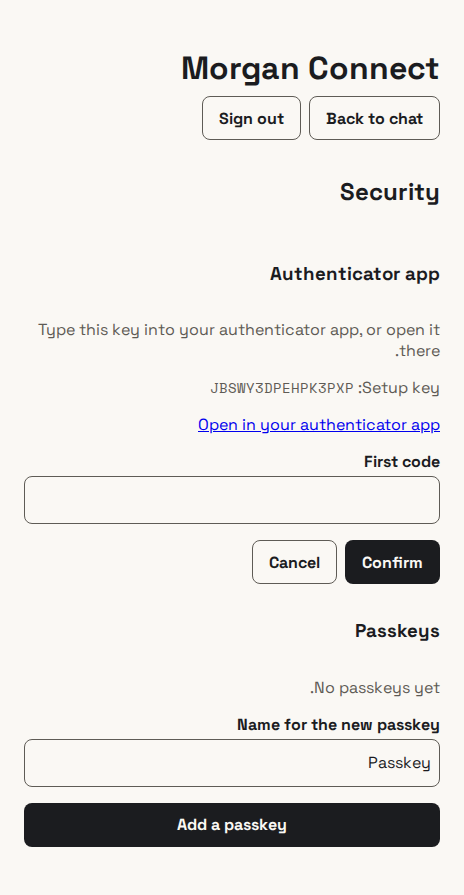 Morgan Connect
Sign out Back to chat
Security
Authenticator app
Type this key into your authenticator app, or open it
.there
JBSWY3DPEHPK3PXP :Setup key
Open in your authenticator app
First code
Cancel Confirm
Passkeys
.No passkeys yet
Name for the new passkey
Passkey
Add a passkey